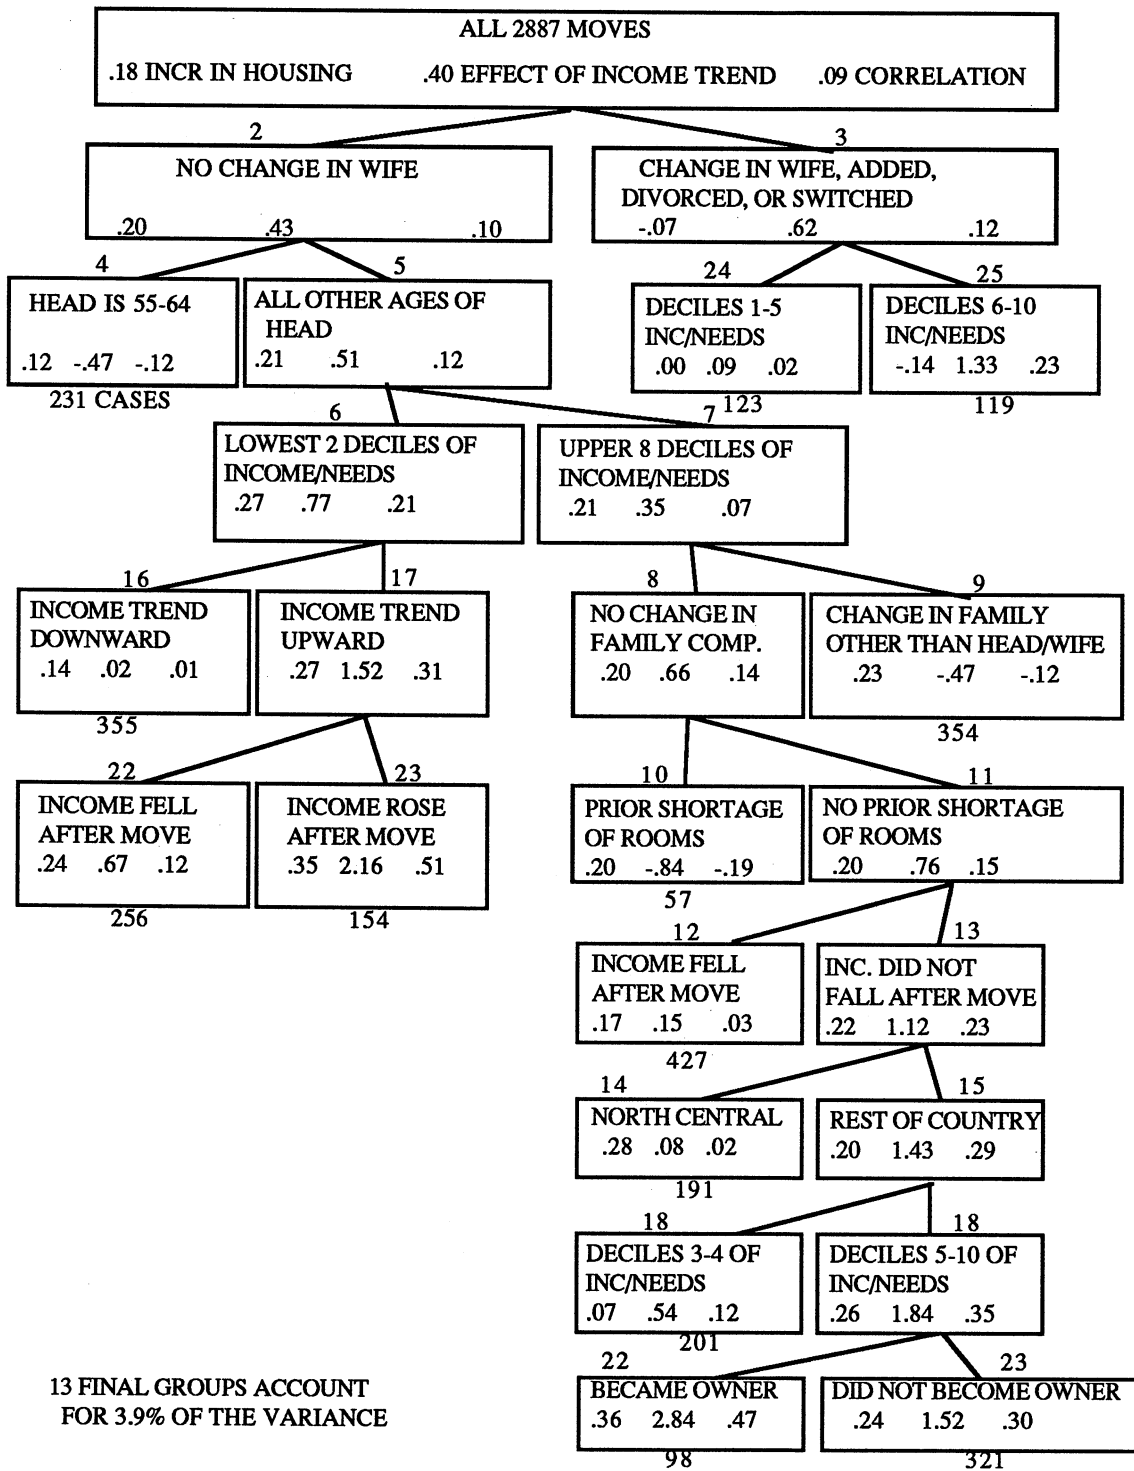 ALL 2887 MOVES
.18 INCR IN HOUSING .40 EFFECT OF INCOME TREND .09 CORRELATION
2
3
NO CHANGE IN WIFE
.20 .43 .10
CHANGE IN WIFE, ADDED,
DIVORCED, OR SWITCHED
-.07 .62 .12
4
5
24
25
HEAD IS 55-64
.12 -.47 -.12
231 CASES
ALL OTHER AGES OF
HEAD
.21 .51 .12
DECILES 1-5
INC/NEEDS
.00 .09 .02
123
DECILES 6-10
INC/NEEDS
-.14 1.33 .23
119
6
7
LOWEST 2 DECILES OF
INCOME/NEEDS
.27 .77 .21
UPPER 8 DECILES OF
INCOME/NEEDS
.21 .35 .07
16
17
8
9
INCOME TREND
DOWNWARD
.14 .02 .01
355
INCOME TREND
UPWARD
.27 1.52 .31
NO CHANGE IN
FAMILY COMP.
.20 .66 .14
CHANGE IN FAMILY
OTHER THAN HEAD/WIFE
.23 -.47 -.12
354
22
23
10
11
INCOME FELL
AFTER MOVE
.24 .67 .12
256
INCOME ROSE
AFTER MOVE
.35 2.16 .51
154
PRIOR SHORTAGE
OF ROOMS
.20 -.84 -.19
57
NO PRIOR SHORTAGE
OF ROOMS
.20 .76 .15
12
13
INCOME FELL
AFTER MOVE
.17 .15 .03
427
INC. DID NOT
FALL AFTER MOVE
.22 1.12 .23
14
15
NORTH CENTRAL
.28 .08 .02
191
REST OF COUNTRY
.20 1.43 .29
18
18
DECILES 3-4 OF
INC/NEEDS
.07 .54 .12
201
DECILES 5-10 OF
INC/NEEDS
.26 1.84 .35
22
23
BECAME OWNER
.36 2.84 .47
98
DID NOT BECOME OWNER
.24 1.52 .30
321
13 FINAL GROUPS ACCOUNT
FOR 3.9% OF THE VARIANCE